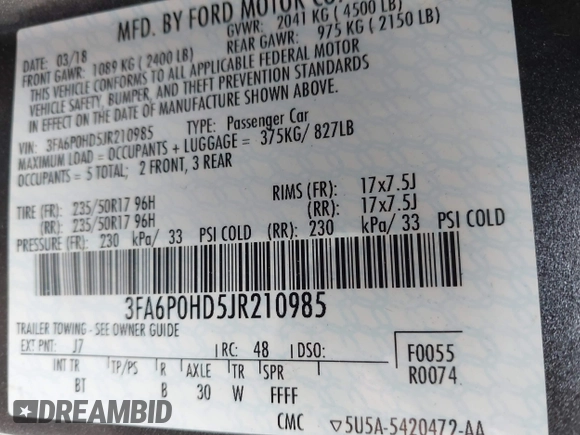 MFD. BY FORD MOTOR CO
DATE: 03/18 GVWR: 2041 KG (4500 LB)
FRONT GAWR: 1089 KG (2400 LB) REAR GAWR: 975 KG (2150 LB)
THIS VEHICLE CONFORMS TO ALL APPLICABLE FEDERAL MOTOR
VEHICLE SAFETY, BUMPER, AND THEFT PREVENTION STANDARDS
IN EFFECT ON THE DATE OF MANUFACTURE SHOWN ABOVE.
VIN: 3FA6P0HD5JR210985 TYPE: Passenger Car
MAXIMUM LOAD = OCCUPANTS + LUGGAGE = 375KG/ 827LB
OCCUPANTS = 5 TOTAL; 2 FRONT, 3 REAR
TIRE (FR): 235/50R17 96H RIMS (FR): 17x7.5J
(RR): 235/50R17 96H (RR): 17x7.5J
PRESSURE (FR): 230 kPa/ 33 PSI COLD (RR): 230 kPa/ 33 PSI COLD
3FA6P0HD5JR210985
TRAILER TOWING - SEE OWNER GUIDE
EXT PNT: J7 RC: 48 DSO: F0055
INT TR TP/PS R AXLE TR SPR R0074
BT B 30 W FFFF
CMC ▽5U5A-5420472-AA
DREAMBID